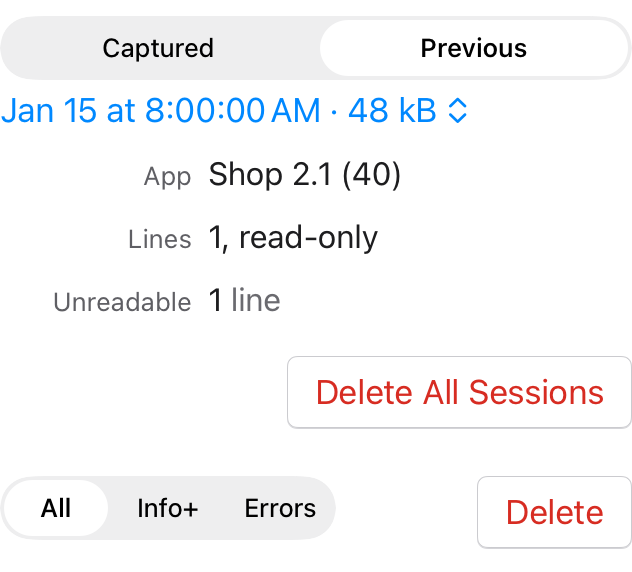 Captured Previous
Jan 15 at 8:00:00 AM · 48 kB
App Shop 2.1 (40)
Lines 1, read-only
Unreadable 1 line
Delete All Sessions
All Info+ Errors Delete